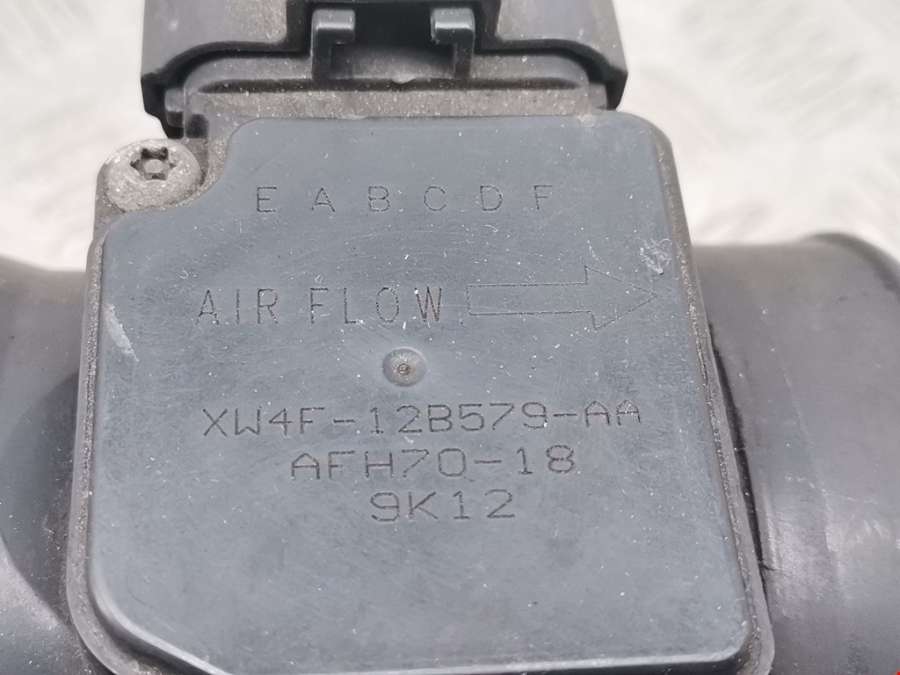 E A B C D F
AIR FLOW
XW4F-12B579-AA
AFH70-18
9K12